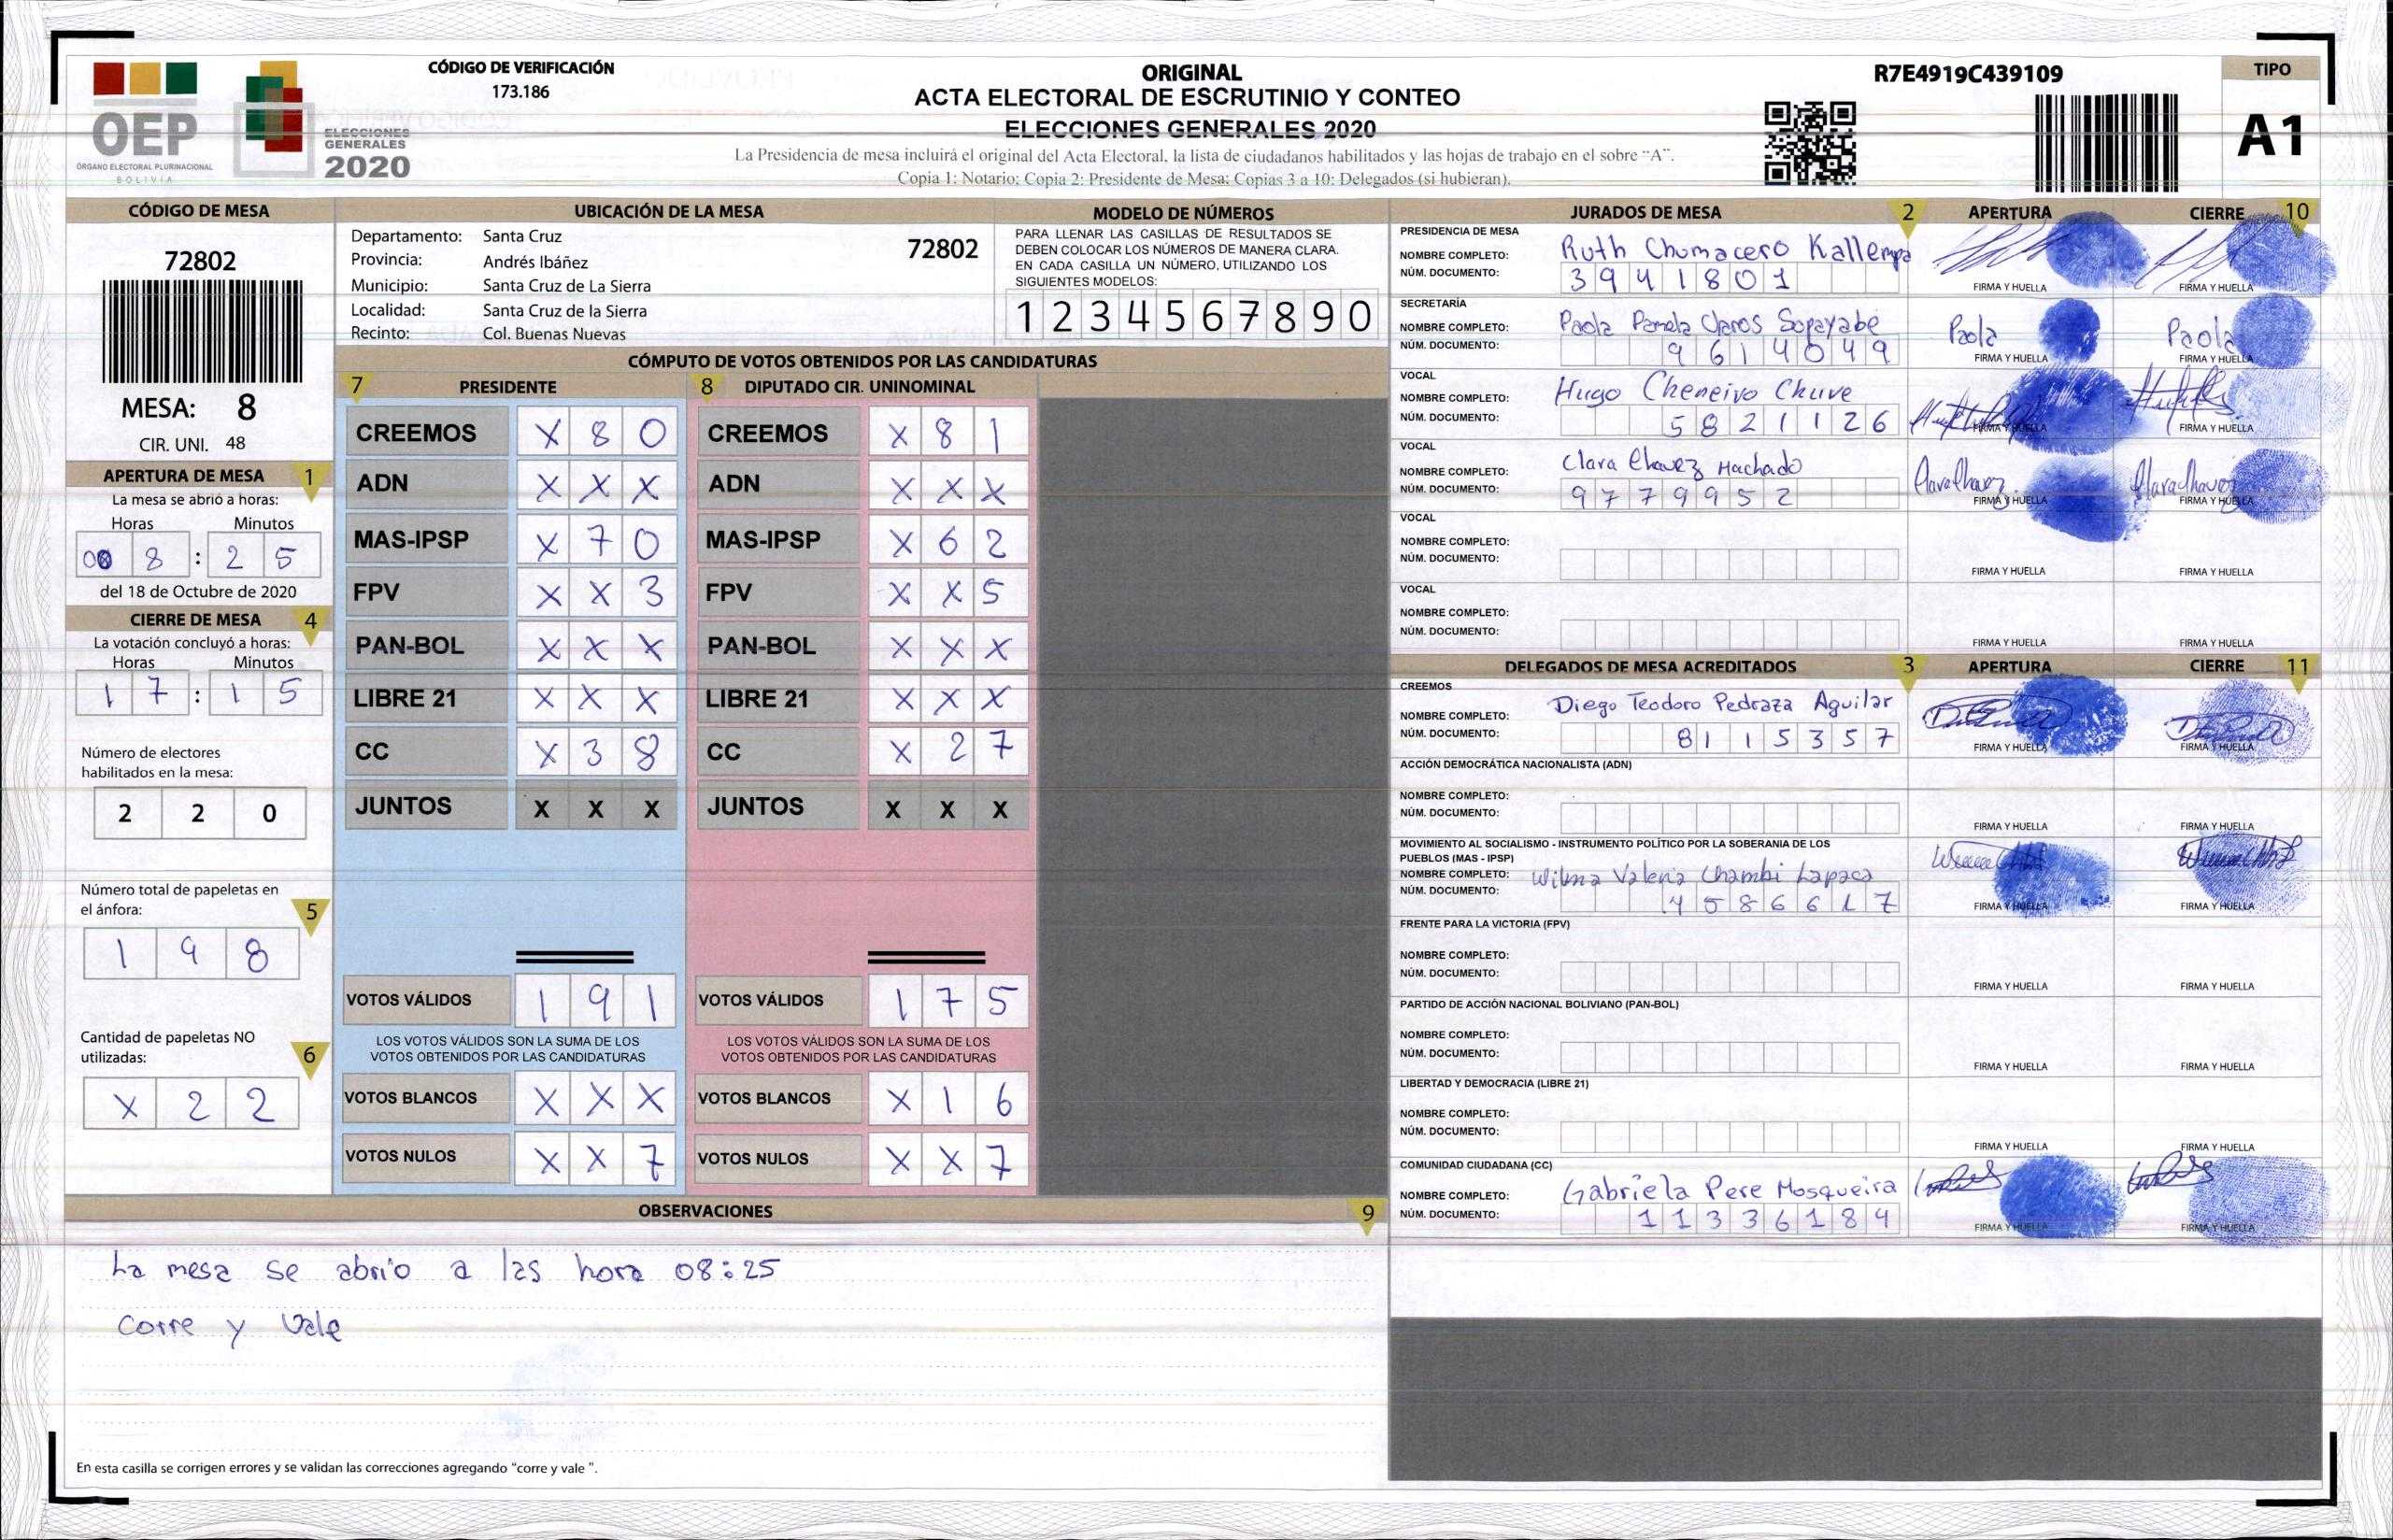 CÓDIGO DE VERIFICACIÓN
173.186
OEP
ÓRGANO ELECTORAL PLURINACIONAL
BOLIVIA
ELECCIONES
GENERALES
2020
ORIGINAL
ACTA ELECTORAL DE ESCRUTINIO Y CONTEO
ELECCIONES GENERALES 2020
La Presidencia de mesa incluirá el original del Acta Electoral, la lista de ciudadanos habilitados y las hojas de trabajo en el sobre "A".
Copia 1: Notario; Copia 2: Presidente de Mesa; Copias 3 a 10: Delegados (si hubieran).
R7E4919C439109
TIPO
A1
CÓDIGO DE MESA
72802
MESA: 8
CIR. UNI. 48
APERTURA DE MESA 1
La mesa se abrió a horas:
Horas Minutos
8 : 2 5
del 18 de Octubre de 2020
CIERRE DE MESA 4
La votación concluyó a horas:
Horas Minutos
1 7 : 1 5
Número de electores
habilitados en la mesa:
2 2 0
Número total de papeletas en
el ánfora: 5
1 9 8
Cantidad de papeletas NO
utilizadas: 6
X 2 2
UBICACIÓN DE LA MESA
Departamento: Santa Cruz
Provincia: Andrés Ibáñez
Municipio: Santa Cruz de La Sierra
Localidad: Santa Cruz de la Sierra
Recinto: Col. Buenas Nuevas
72802
MODELO DE NÚMEROS
PARA LLENAR LAS CASILLAS DE RESULTADOS SE
DEBEN COLOCAR LOS NÚMEROS DE MANERA CLARA.
EN CADA CASILLA UN NÚMERO, UTILIZANDO LOS
SIGUIENTES MODELOS:
1 2 3 4 5 6 7 8 9 0
CÓMPUTO DE VOTOS OBTENIDOS POR LAS CANDIDATURAS
7 PRESIDENTE
CREEMOS X 8 0
ADN X X X
MAS-IPSP X 7 0
FPV X X 3
PAN-BOL X X X
LIBRE 21 X X X
CC X 3 8
JUNTOS X X X
VOTOS VÁLIDOS 1 9 1
LOS VOTOS VÁLIDOS SON LA SUMA DE LOS
VOTOS OBTENIDOS POR LAS CANDIDATURAS
VOTOS BLANCOS X X X
VOTOS NULOS X X 7
8 DIPUTADO CIR. UNINOMINAL
CREEMOS X 8 1
ADN X X X
MAS-IPSP X 6 2
FPV X X 5
PAN-BOL X X X
LIBRE 21 X X X
CC X 2 7
JUNTOS X X X
VOTOS VÁLIDOS 1 7 5
LOS VOTOS VÁLIDOS SON LA SUMA DE LOS
VOTOS OBTENIDOS POR LAS CANDIDATURAS
VOTOS BLANCOS X 1 6
VOTOS NULOS X X 7
OBSERVACIONES 9
La mesa se abrio a las hora 08:25
Corre y Vale
En esta casilla se corrigen errores y se validan las correcciones agregando "corre y vale ".
JURADOS DE MESA 2 APERTURA CIERRE 10
PRESIDENCIA DE MESA
NOMBRE COMPLETO: Ruth Chumacero Kallempa
NÚM. DOCUMENTO: 3 9 4 1 8 0 1
FIRMA Y HUELLA FIRMA Y HUELLA
SECRETARÍA
NOMBRE COMPLETO: Paola Pamela Claros Sopayabe
NÚM. DOCUMENTO: 9 6 1 4 0 4 9
Paola Paola
FIRMA Y HUELLA FIRMA Y HUELLA
VOCAL
NOMBRE COMPLETO: Hugo Cheneivo Chuve
NÚM. DOCUMENTO: 5 8 2 1 1 2 6
FIRMA Y HUELLA FIRMA Y HUELLA
VOCAL
NOMBRE COMPLETO: Clara Chavez Machado
NÚM. DOCUMENTO: 9 7 7 9 9 5 2
FIRMA Y HUELLA FIRMA Y HUELLA
VOCAL
NOMBRE COMPLETO:
NÚM. DOCUMENTO:
FIRMA Y HUELLA FIRMA Y HUELLA
VOCAL
NOMBRE COMPLETO:
NÚM. DOCUMENTO:
FIRMA Y HUELLA FIRMA Y HUELLA
DELEGADOS DE MESA ACREDITADOS 3 APERTURA CIERRE 11
CREEMOS
NOMBRE COMPLETO: Diego Teodoro Pedraza Aguilar
NÚM. DOCUMENTO: 8 1 1 5 3 5 7
FIRMA Y HUELLA FIRMA Y HUELLA
ACCIÓN DEMOCRÁTICA NACIONALISTA (ADN)
NOMBRE COMPLETO:
NÚM. DOCUMENTO:
FIRMA Y HUELLA FIRMA Y HUELLA
MOVIMIENTO AL SOCIALISMO - INSTRUMENTO POLÍTICO POR LA SOBERANIA DE LOS
PUEBLOS (MAS - IPSP)
NOMBRE COMPLETO: Wilma Valeria Chambi Lapaca
NÚM. DOCUMENTO: 4 5 8 6 6 1 7
FIRMA Y HUELLA FIRMA Y HUELLA
FRENTE PARA LA VICTORIA (FPV)
NOMBRE COMPLETO:
NÚM. DOCUMENTO:
FIRMA Y HUELLA FIRMA Y HUELLA
PARTIDO DE ACCIÓN NACIONAL BOLIVIANO (PAN-BOL)
NOMBRE COMPLETO:
NÚM. DOCUMENTO:
FIRMA Y HUELLA FIRMA Y HUELLA
LIBERTAD Y DEMOCRACIA (LIBRE 21)
NOMBRE COMPLETO:
NÚM. DOCUMENTO:
FIRMA Y HUELLA FIRMA Y HUELLA
COMUNIDAD CIUDADANA (CC)
NOMBRE COMPLETO: Gabriela Pere Mosqueira
NÚM. DOCUMENTO: 1 1 3 3 6 1 8 4
FIRMA Y HUELLA FIRMA Y HUELLA